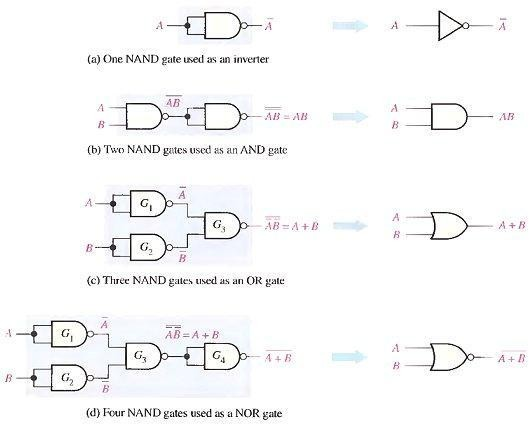 A A̅ A A̅
(a) One NAND gate used as an inverter
A̅B̅
A A̿B̿ = AB A AB
B B
(b) Two NAND gates used as an AND gate
A̅
A G₁ A
G₃ A̅̅B̅̅ = A + B A + B
B G₂ B
B̅
(c) Three NAND gates used as an OR gate
A̅ A̅̅B̅̅ = A + B
A G₁ A
G₃ G₄ A̅ ̅+̅ ̅B̅ A̅ ̅+̅ ̅B̅
B G₂ B
B̅
(d) Four NAND gates used as a NOR gate